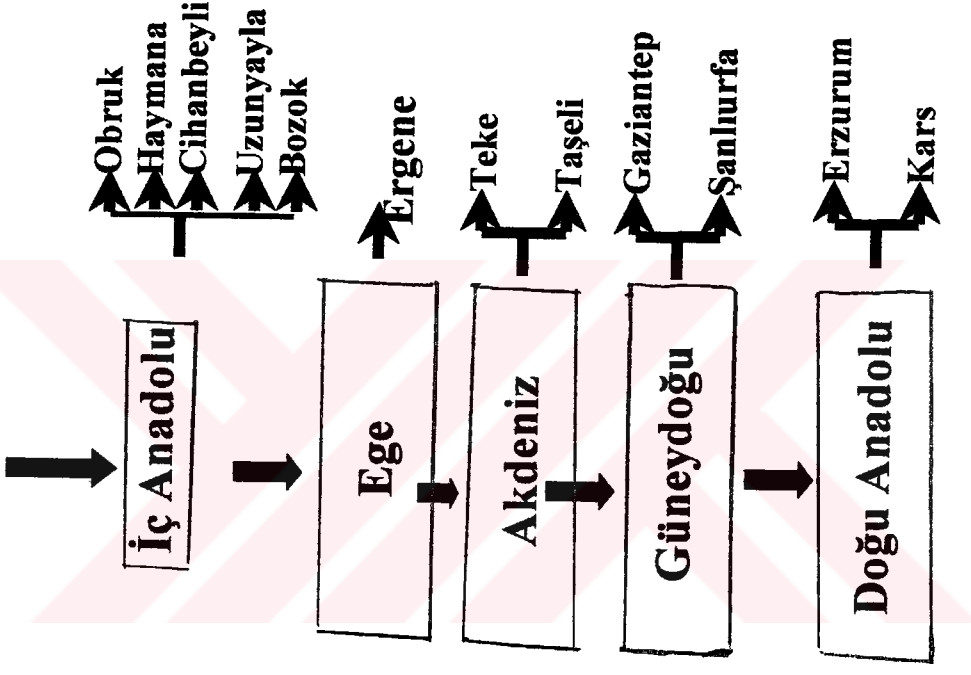 İç Anadolu
Obruk
Haymana
Cihanbeyli
Uzunyayla
Bozok
Ege
Ergene
Akdeniz
Teke
Taşeli
Güneydoğu
Gaziantep
Şanlıurfa
Doğu Anadolu
Erzurum
Kars